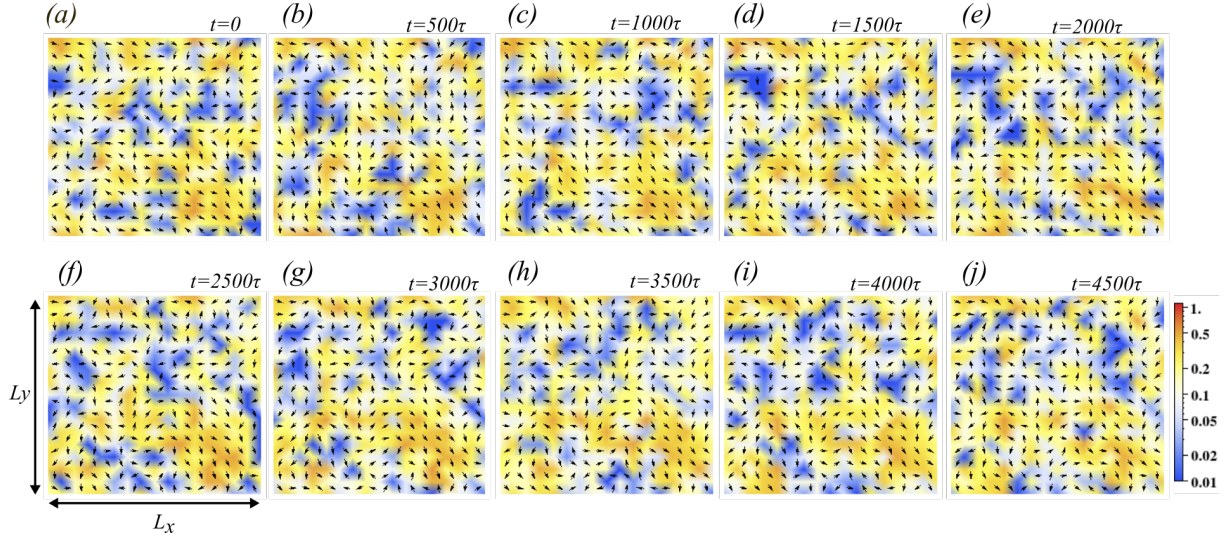 (a) t=0
(b) t=500τ
(c) t=1000τ
(d) t=1500τ
(e) t=2000τ
(f) t=2500τ
(g) t=3000τ
(h) t=3500τ
(i) t=4000τ
(j) t=4500τ
Ly
Lx
1.
0.5
0.2
0.1
0.05
0.02
0.01